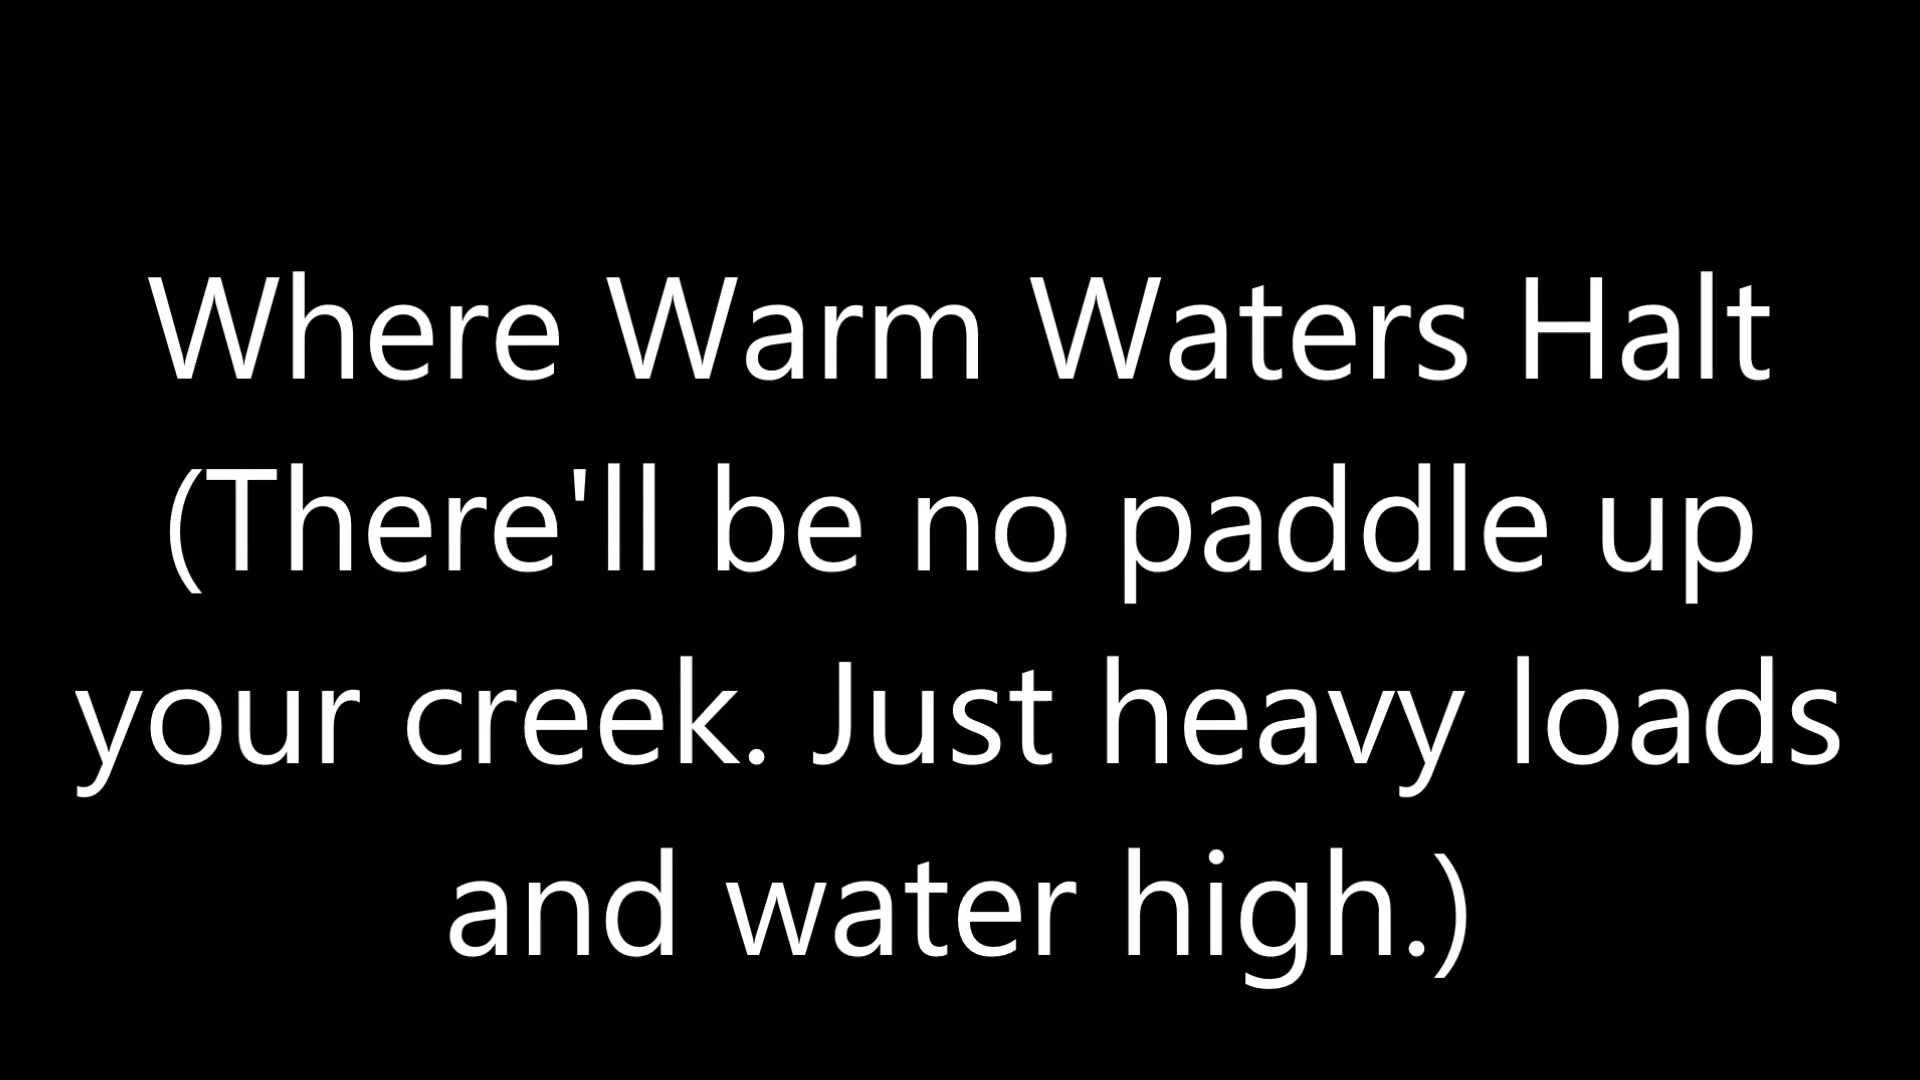 Where Warm Waters Halt
(There'll be no paddle up
your creek. Just heavy loads
and water high.)